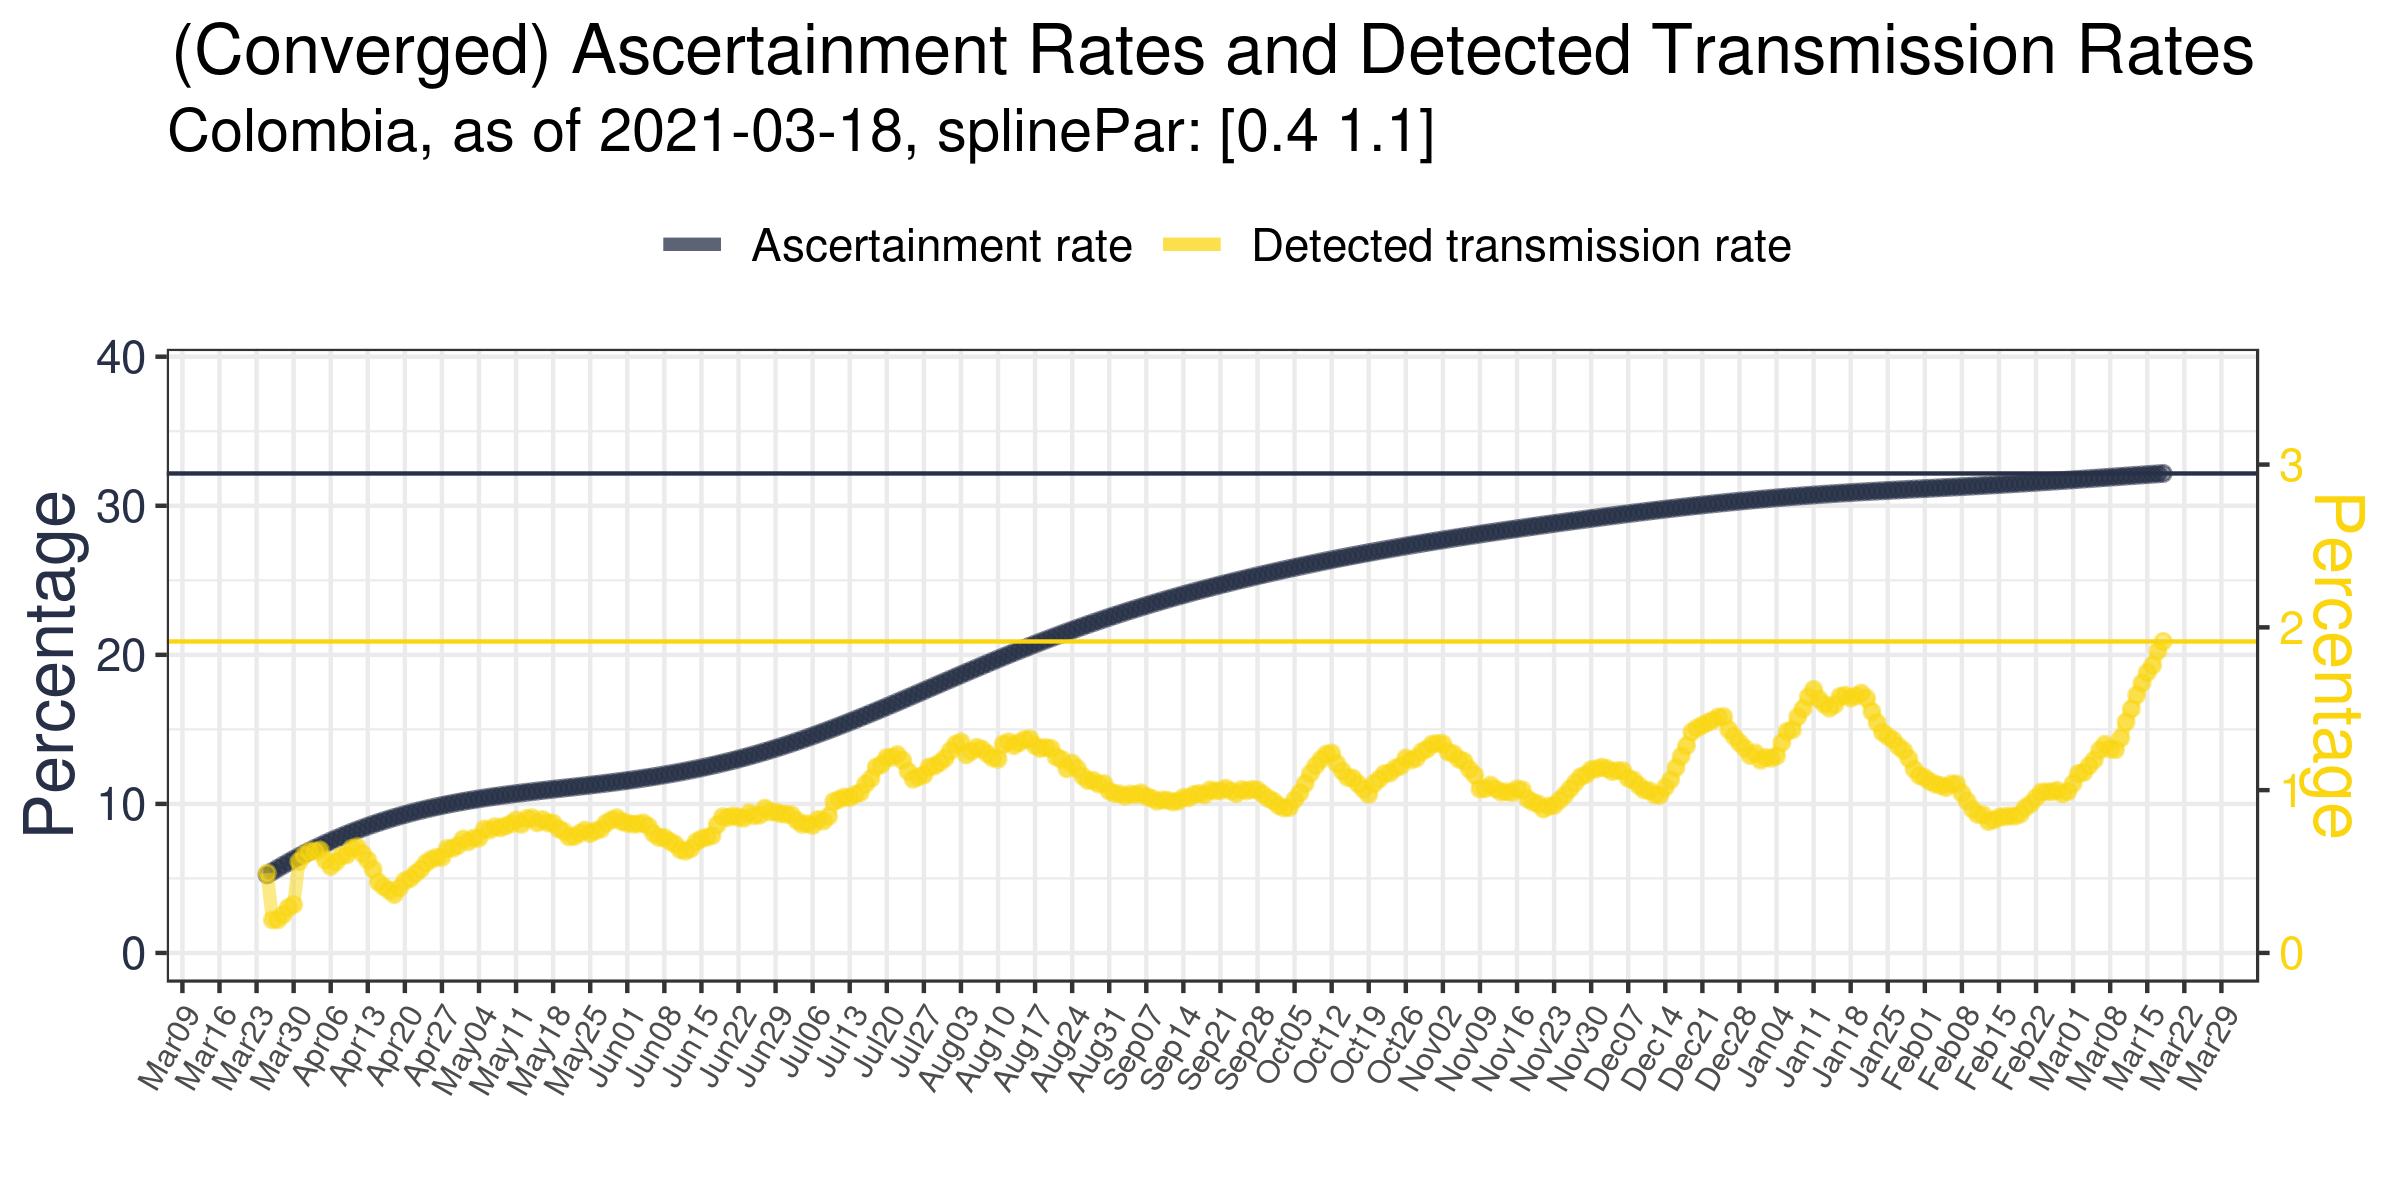 (Converged) Ascertainment Rates and Detected Transmission Rates
Colombia, as of 2021-03-18, splinePar: [0.4 1.1]
Ascertainment rate
Detected transmission rate
Percentage
40
30
20
10
0
3
2
1
0
Percentage
Mar09
Mar16
Mar23
Mar30
Apr06
Apr13
Apr20
Apr27
May04
May11
May18
May25
Jun01
Jun08
Jun15
Jun22
Jun29
Jul06
Jul13
Jul20
Jul27
Aug03
Aug10
Aug17
Aug24
Aug31
Sep07
Sep14
Sep21
Sep28
Oct05
Oct12
Oct19
Oct26
Nov02
Nov09
Nov16
Nov23
Nov30
Dec07
Dec14
Dec21
Dec28
Jan04
Jan11
Jan18
Jan25
Feb01
Feb08
Feb15
Feb22
Mar01
Mar08
Mar15
Mar22
Mar29